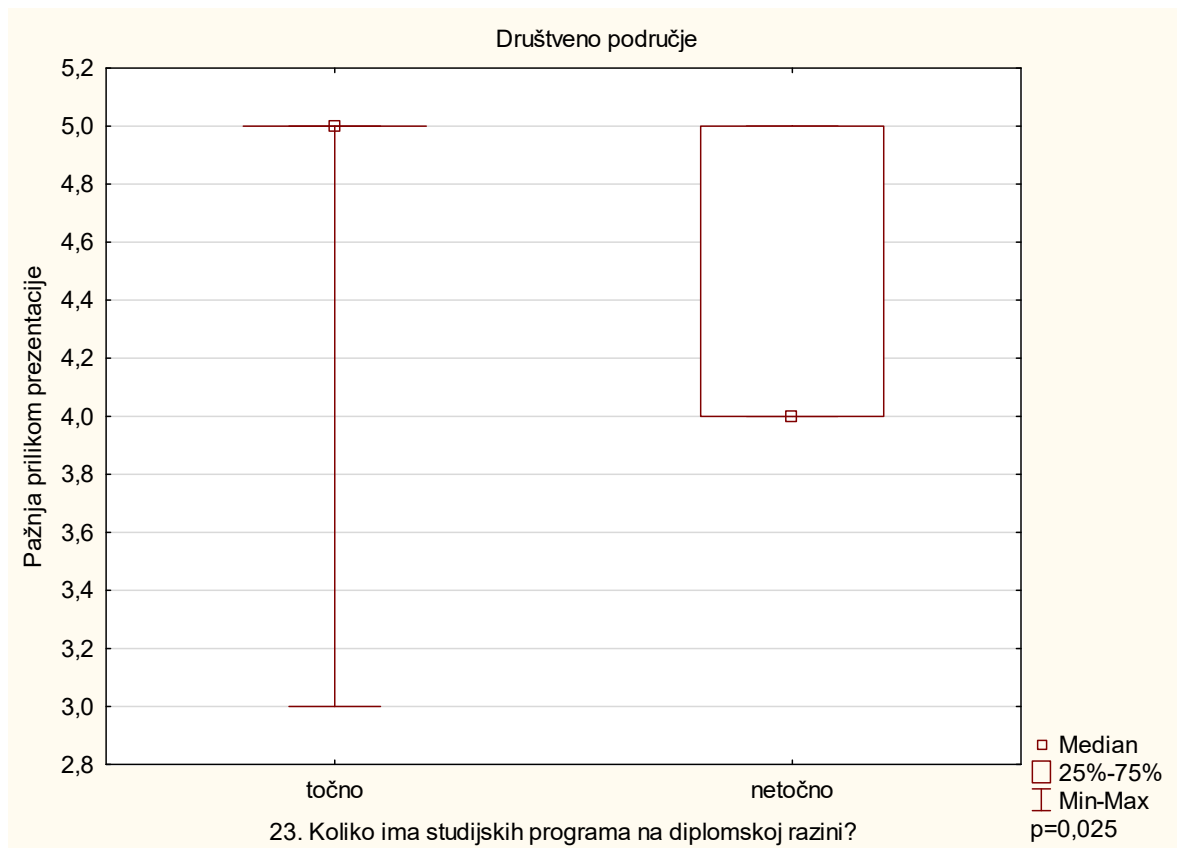 Društveno područje
Pažnja prilikom prezentacije
5,2
5,0
4,8
4,6
4,4
4,2
4,0
3,8
3,6
3,4
3,2
3,0
2,8
točno
netočno
23. Koliko ima studijskih programa na diplomskoj razini?
Median
25%-75%
Min-Max
p=0,025